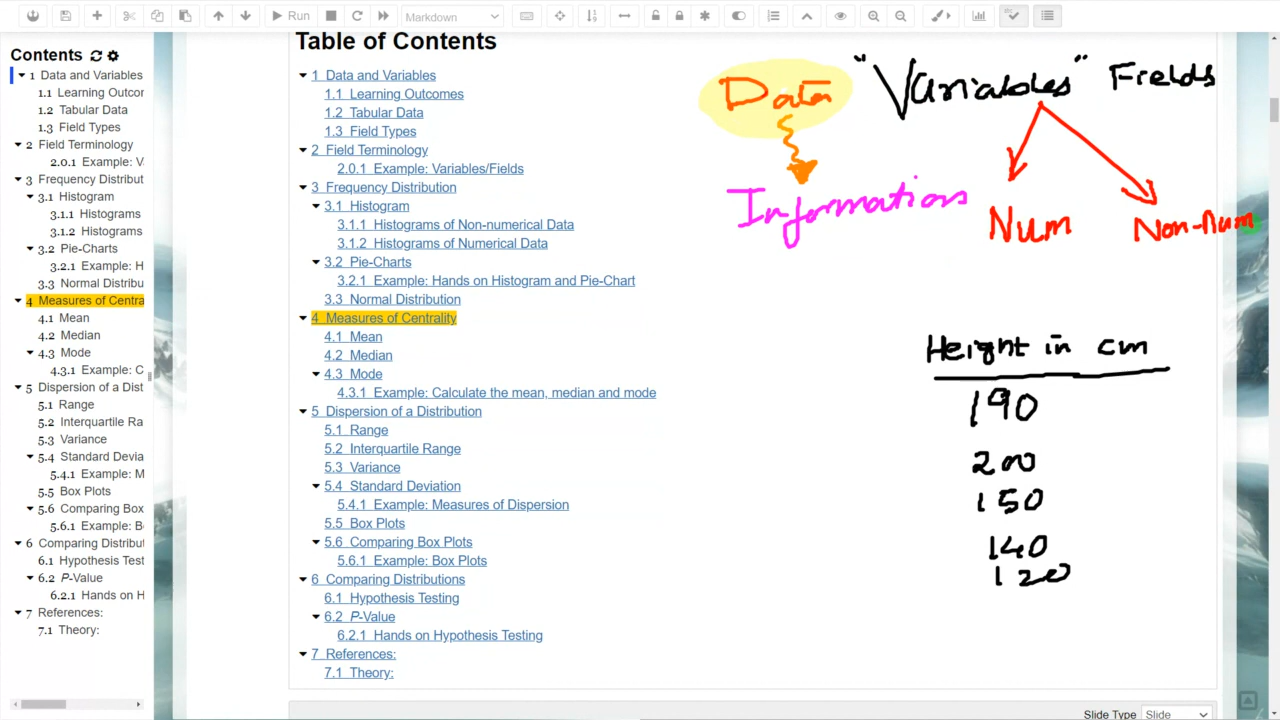 Run
Markdown
Contents
1 Data and Variables
1.1 Learning Outcor
1.2 Tabular Data
1.3 Field Types
2 Field Terminology
2.0.1 Example: Va
3 Frequency Distribut
3.1 Histogram
3.1.1 Histograms
3.1.2 Histograms
3.2 Pie-Charts
3.2.1 Example: H
3.3 Normal Distribu
4 Measures of Centra
4.1 Mean
4.2 Median
4.3 Mode
4.3.1 Example: C
5 Dispersion of a Dist
5.1 Range
5.2 Interquartile Ra
5.3 Variance
5.4 Standard Devia
5.4.1 Example: M
5.5 Box Plots
5.6 Comparing Box
5.6.1 Example: B
6 Comparing Distribut
6.1 Hypothesis Test
6.2 P-Value
6.2.1 Hands on H
7 References:
7.1 Theory:
Table of Contents
1 Data and Variables
1.1 Learning Outcomes
1.2 Tabular Data
1.3 Field Types
2 Field Terminology
2.0.1 Example: Variables/Fields
3 Frequency Distribution
3.1 Histogram
3.1.1 Histograms of Non-numerical Data
3.1.2 Histograms of Numerical Data
3.2 Pie-Charts
3.2.1 Example: Hands on Histogram and Pie-Chart
3.3 Normal Distribution
4 Measures of Centrality
4.1 Mean
4.2 Median
4.3 Mode
4.3.1 Example: Calculate the mean, median and mode
5 Dispersion of a Distribution
5.1 Range
5.2 Interquartile Range
5.3 Variance
5.4 Standard Deviation
5.4.1 Example: Measures of Dispersion
5.5 Box Plots
5.6 Comparing Box Plots
5.6.1 Example: Box Plots
6 Comparing Distributions
6.1 Hypothesis Testing
6.2 P-Value
6.2.1 Hands on Hypothesis Testing
7 References:
7.1 Theory:
Data "Variables" Fields
Information
Num Non-num
Height in cm
190
200
150
140
120
Slide Type Slide